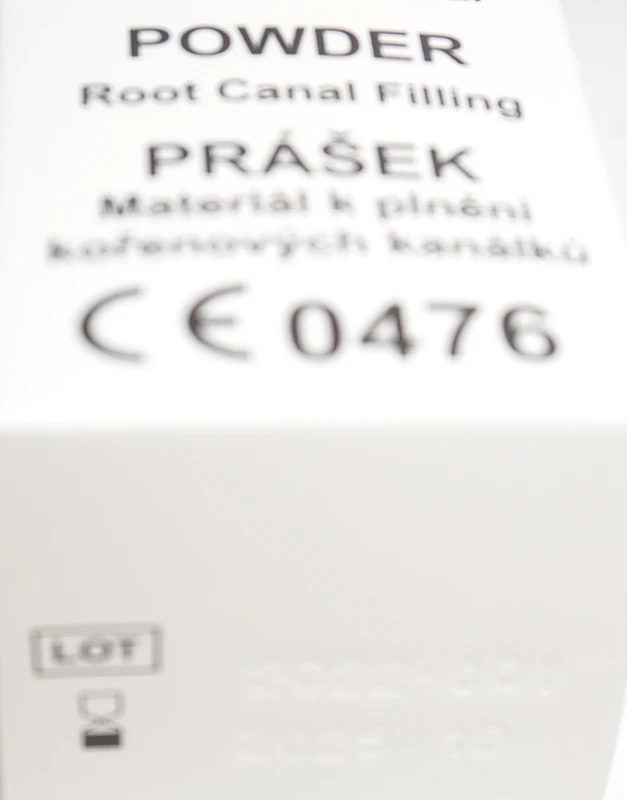 POWDER
Root Canal Filling
PRÁŠEK
Materiál k plnění
kořenových kanálků
CE 0476
LOT